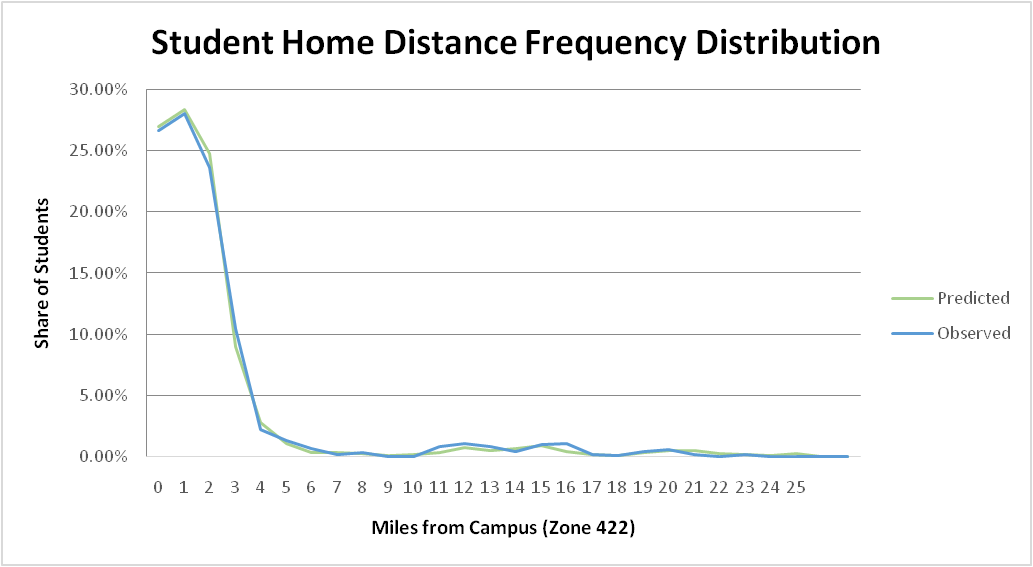 Student Home Distance Frequency Distribution
30.00%
25.00%
20.00%
15.00%
10.00%
5.00%
0.00%
Share of Students
0 1 2 3 4 5 6 7 8 9 10 11 12 13 14 15 16 17 18 19 20 21 22 23 24 25
Miles from Campus (Zone 422)
Predicted
Observed